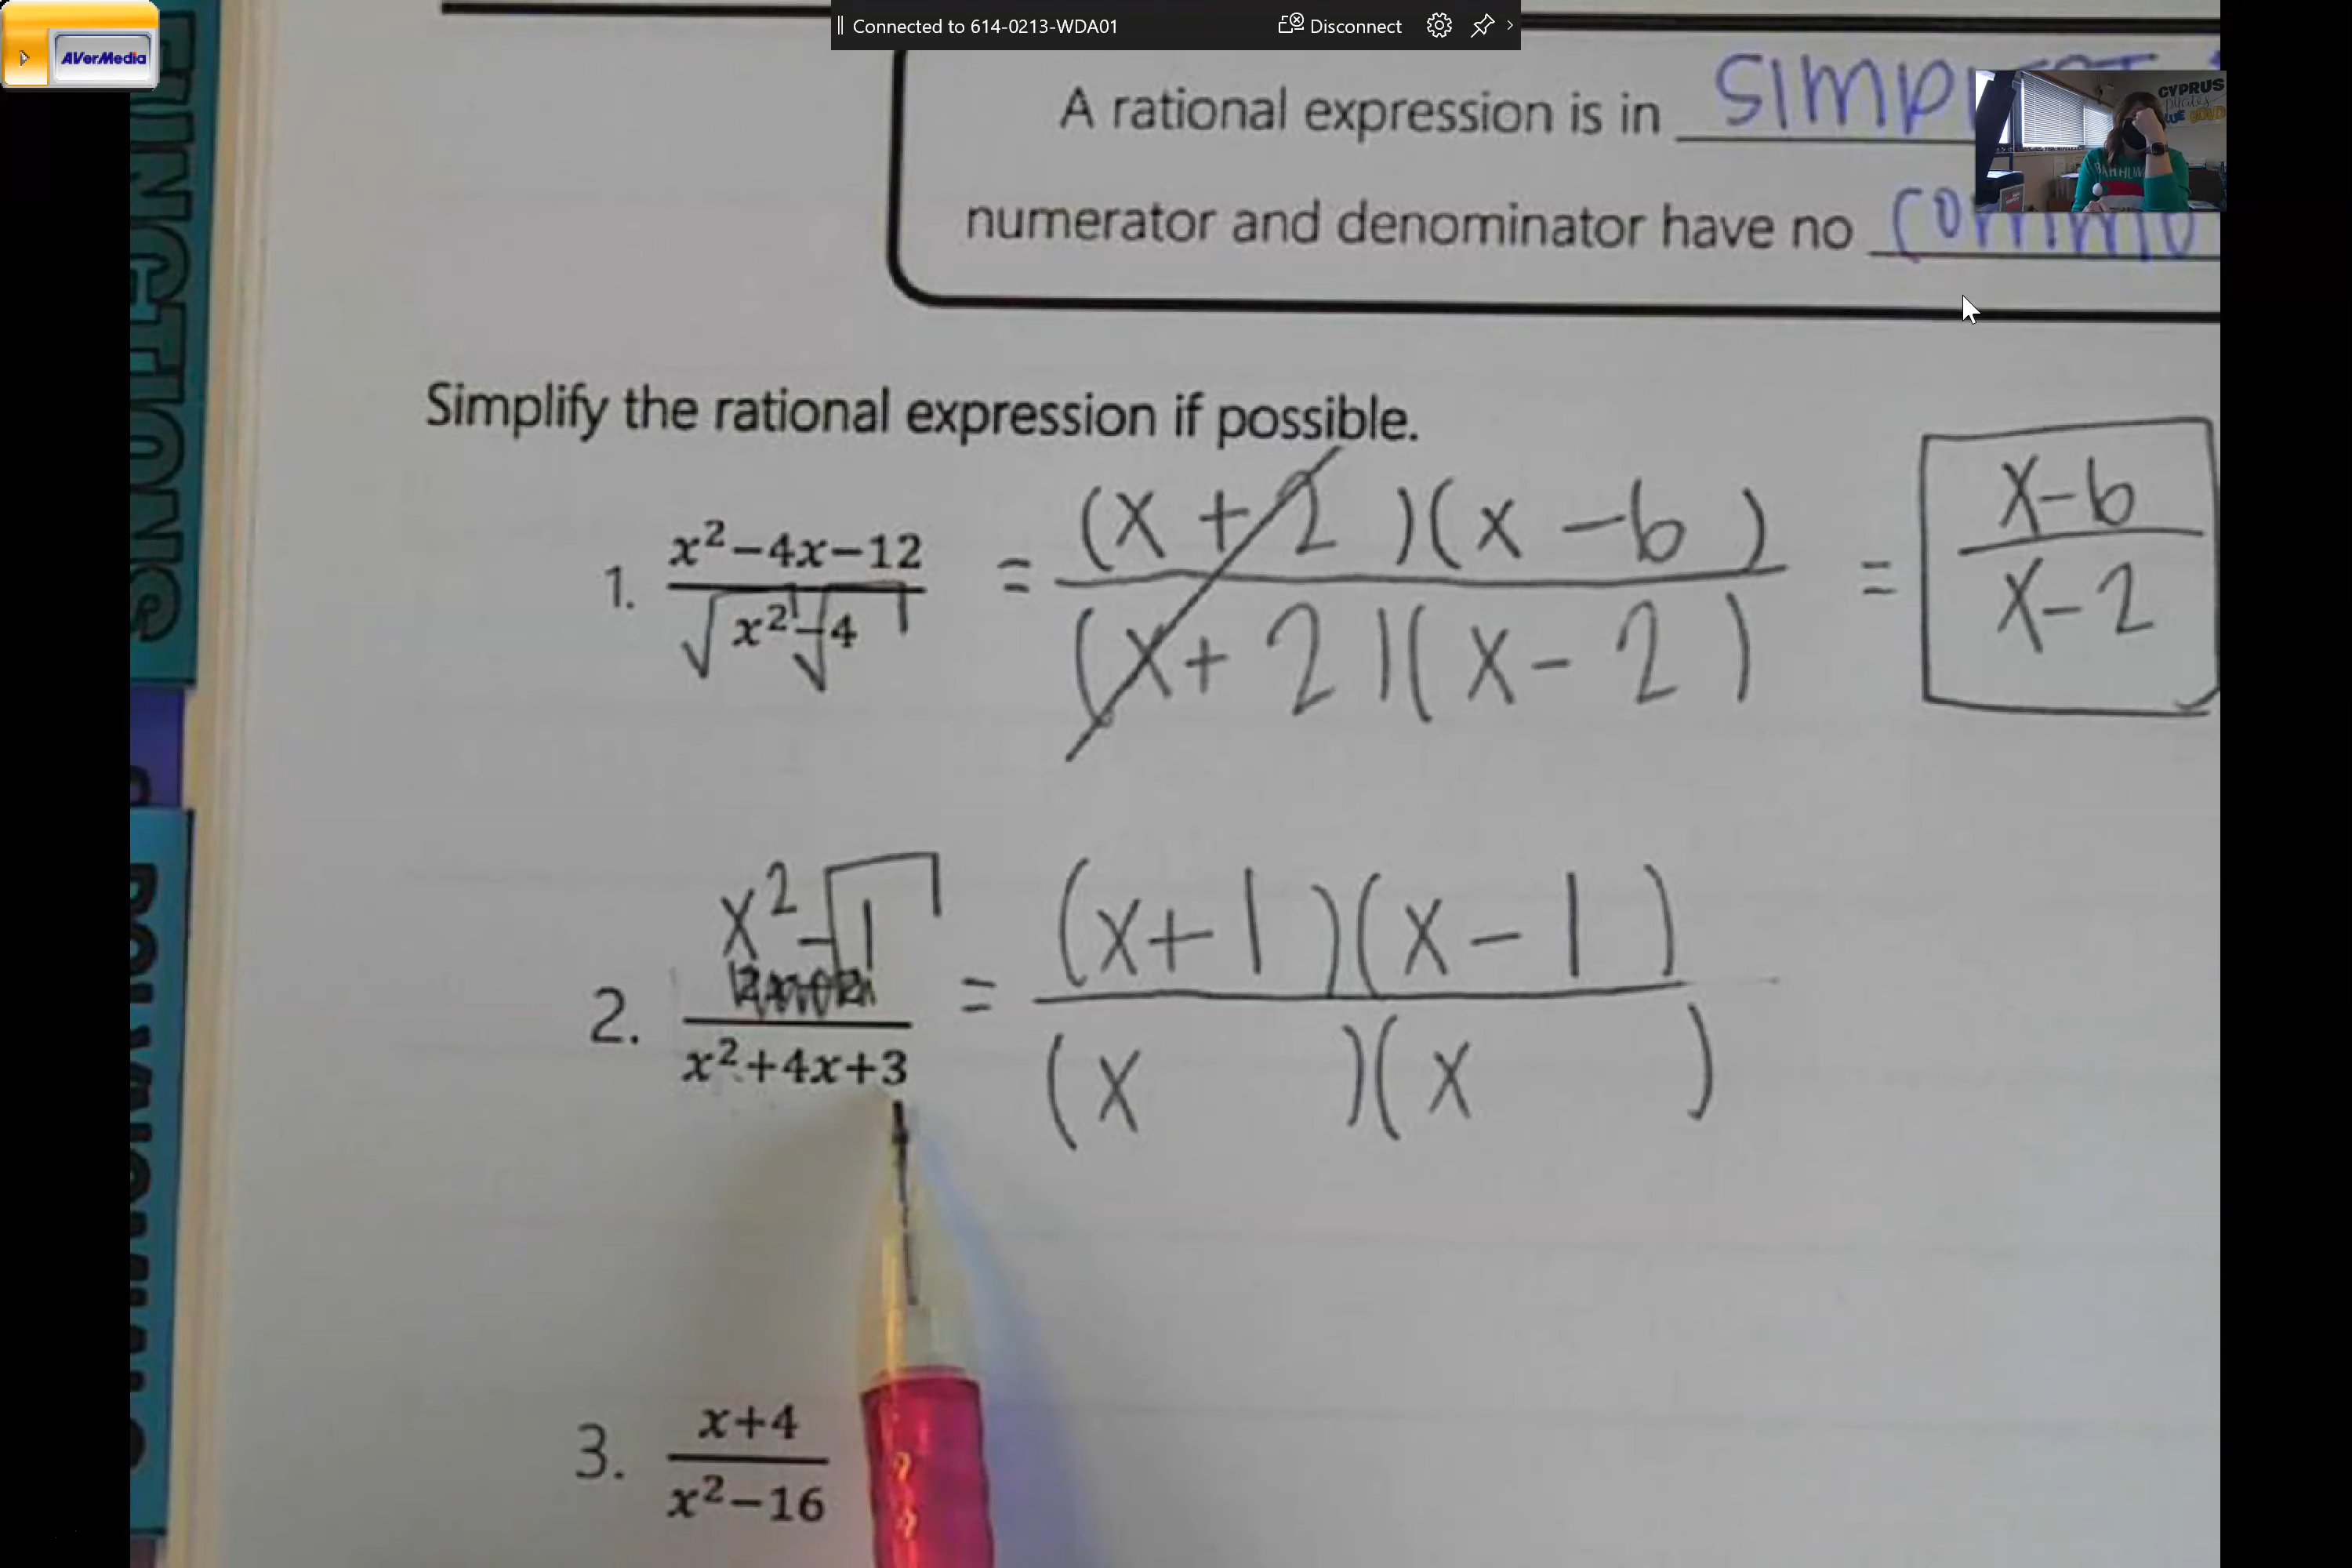 AVerMedia
Connected to 614-0213-WDA01 Disconnect
FUNCTIONS
A rational expression is in
CYPRUS
numerator and denominator have no commo
Simplify the rational expression if possible.
1. x²−4x−12 / √x²−√4 = (x + 2)(x − 6) / (x + 2)(x − 2) = x−6 / x−2
2. x²−√1 / x²+4x+3 = (x+1)(x−1) / (x )(x )
3. x+4 / x²−16